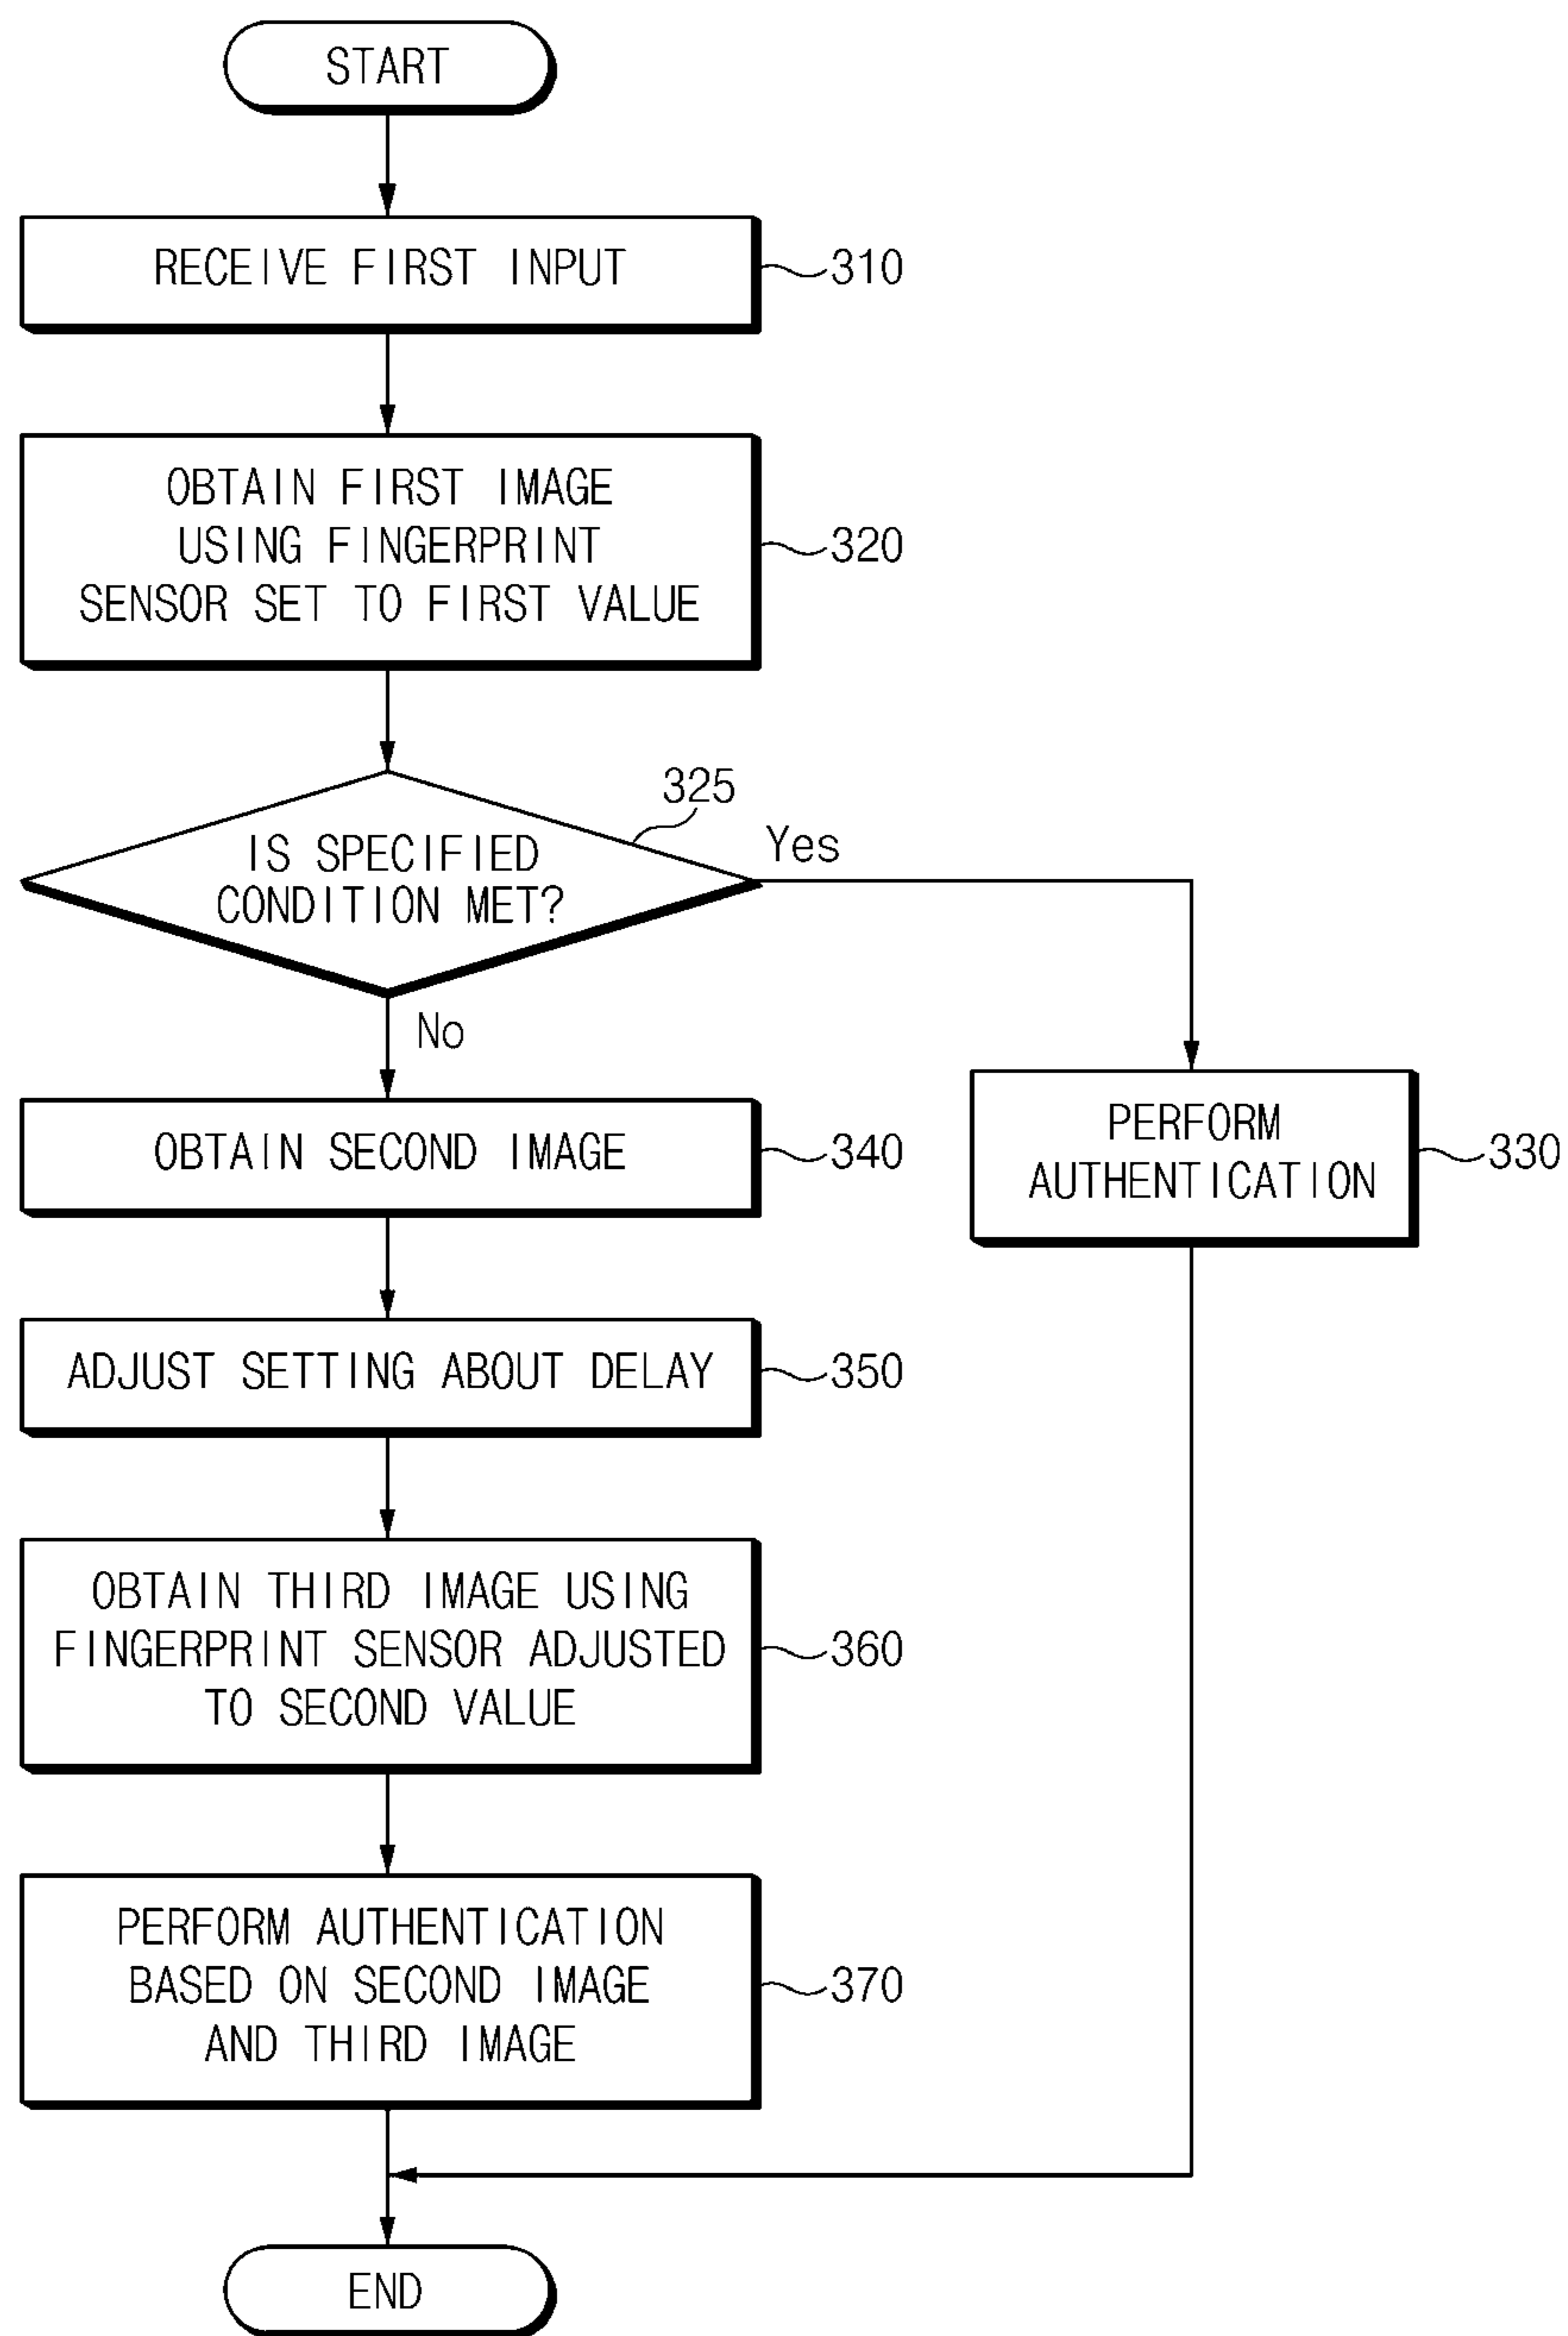 START
RECEIVE FIRST INPUT
310
OBTAIN FIRST IMAGE
USING FINGERPRINT
SENSOR SET TO FIRST VALUE
320
325
IS SPECIFIED
CONDITION MET?
Yes
No
PERFORM
AUTHENTICATION
330
OBTAIN SECOND IMAGE
340
ADJUST SETTING ABOUT DELAY
350
OBTAIN THIRD IMAGE USING
FINGERPRINT SENSOR ADJUSTED
TO SECOND VALUE
360
PERFORM AUTHENTICATION
BASED ON SECOND IMAGE
AND THIRD IMAGE
370
END